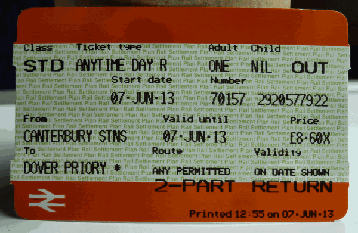 Class Ticket type Adult Child
STD ANYTIME DAY R ONE NIL OUT
Start date Number
07·JUN·13 70157 2920577922
From Valid until Price
CANTERBURY STNS 07·JUN·13 £8·60X
To Route Validity
DOVER PRIORY * ANY PERMITTED ON DATE SHOWN
2-PART RETURN
Printed 12:55 on 07·JUN·13